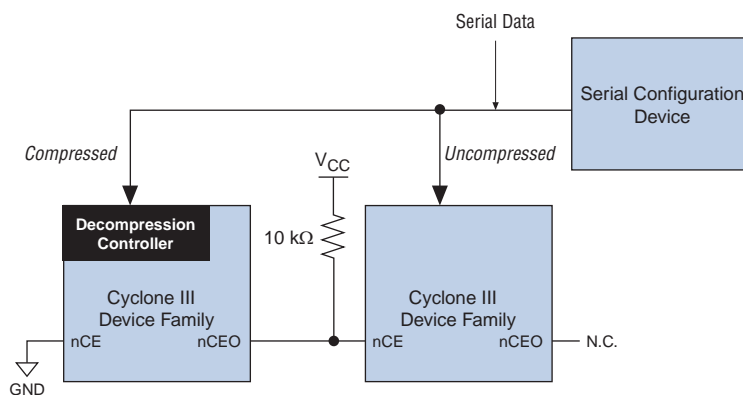 Serial Data
Serial Configuration
Device
Compressed
Uncompressed
VCC
Decompression
Controller
10 kΩ
Cyclone III
Device Family
Cyclone III
Device Family
nCE
nCEO
nCE
nCEO
N.C.
GND